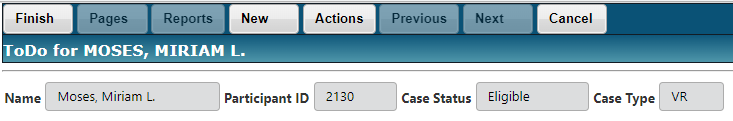 Finish Pages Reports New Actions Previous Next Cancel
ToDo for MOSES, MIRIAM L.
Name Moses, Miriam L. Participant ID 2130 Case Status Eligible Case Type VR